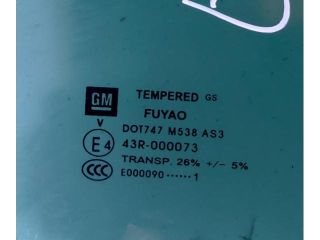 GM TEMPERED GS
FUYAO
V DOT747 M538 AS3
E4 43R-000073
TRANSP. 26% +/- 5%
CCC E000090 ······1